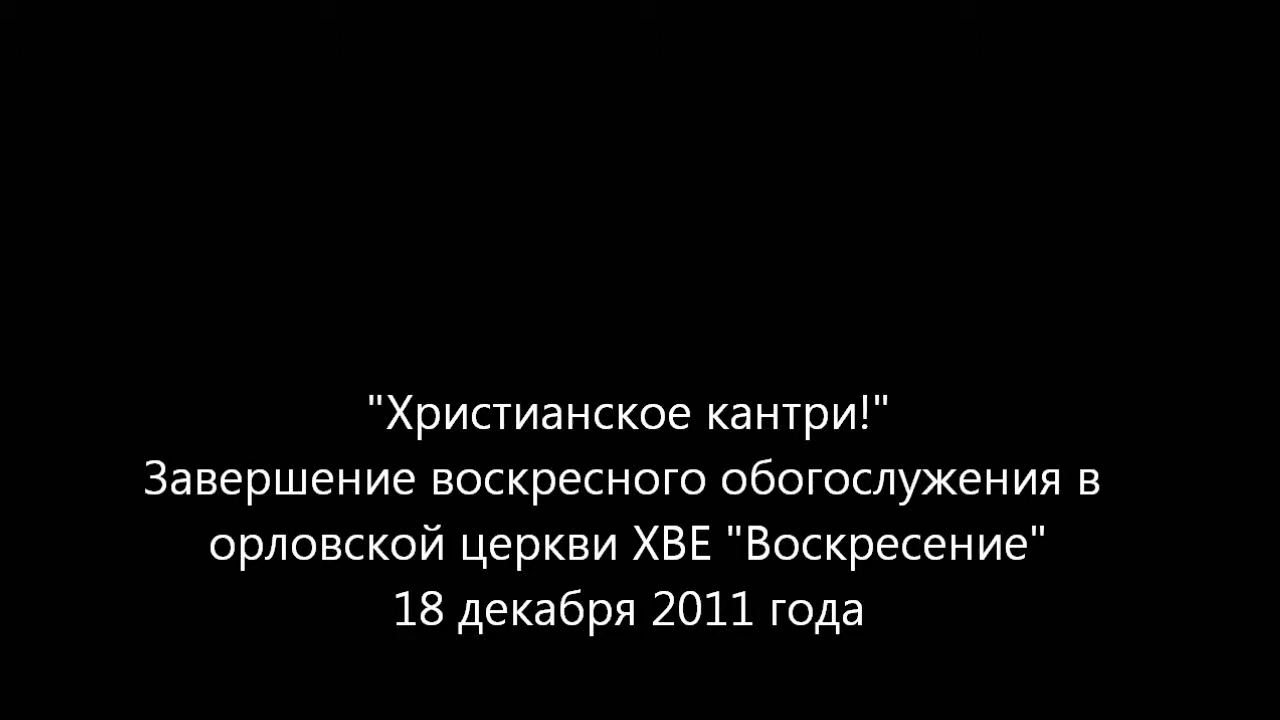 "Христианское кантри!"
Завершение воскресного обогослужения в
орловской церкви ХВЕ "Воскресение"
18 декабря 2011 года